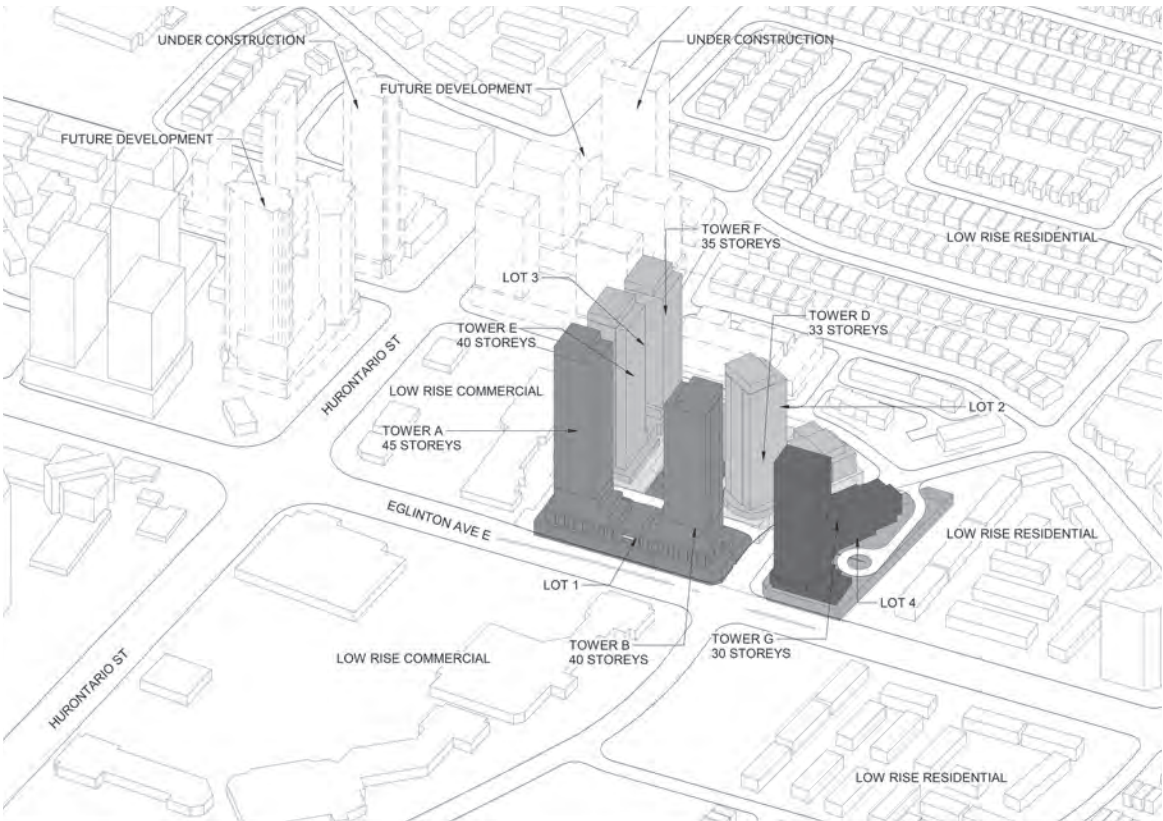 UNDER CONSTRUCTION
UNDER CONSTRUCTION
FUTURE DEVELOPMENT
FUTURE DEVELOPMENT
TOWER F
35 STOREYS
LOW RISE RESIDENTIAL
LOT 3
TOWER D
33 STOREYS
TOWER E
40 STOREYS
HURONTARIO ST
LOW RISE COMMERCIAL
LOT 2
TOWER A
45 STOREYS
EGLINTON AVE E
LOW RISE RESIDENTIAL
LOT 1
LOT 4
TOWER B
40 STOREYS
TOWER G
30 STOREYS
LOW RISE COMMERCIAL
HURONTARIO ST
LOW RISE RESIDENTIAL